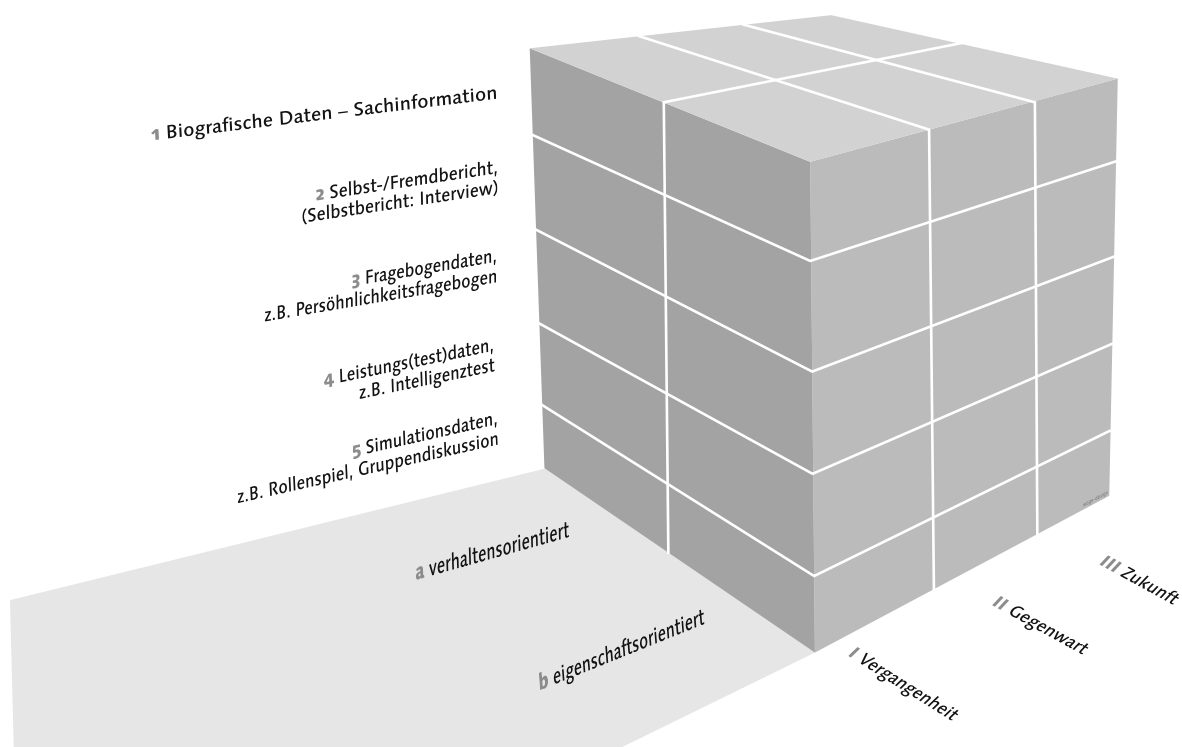 1 Biografische Daten – Sachinformation
2 Selbst-/Fremdbericht,
(Selbstbericht: Interview)
3 Fragebogendaten,
z.B. Persöhnlichkeitsfragebogen
4 Leistungs(test)daten,
z.B. Intelligenztest
5 Simulationsdaten,
z.B. Rollenspiel, Gruppendiskussion
a verhaltensorientiert
b eigenschaftsorientiert
I Vergangenheit
II Gegenwart
III Zukunft